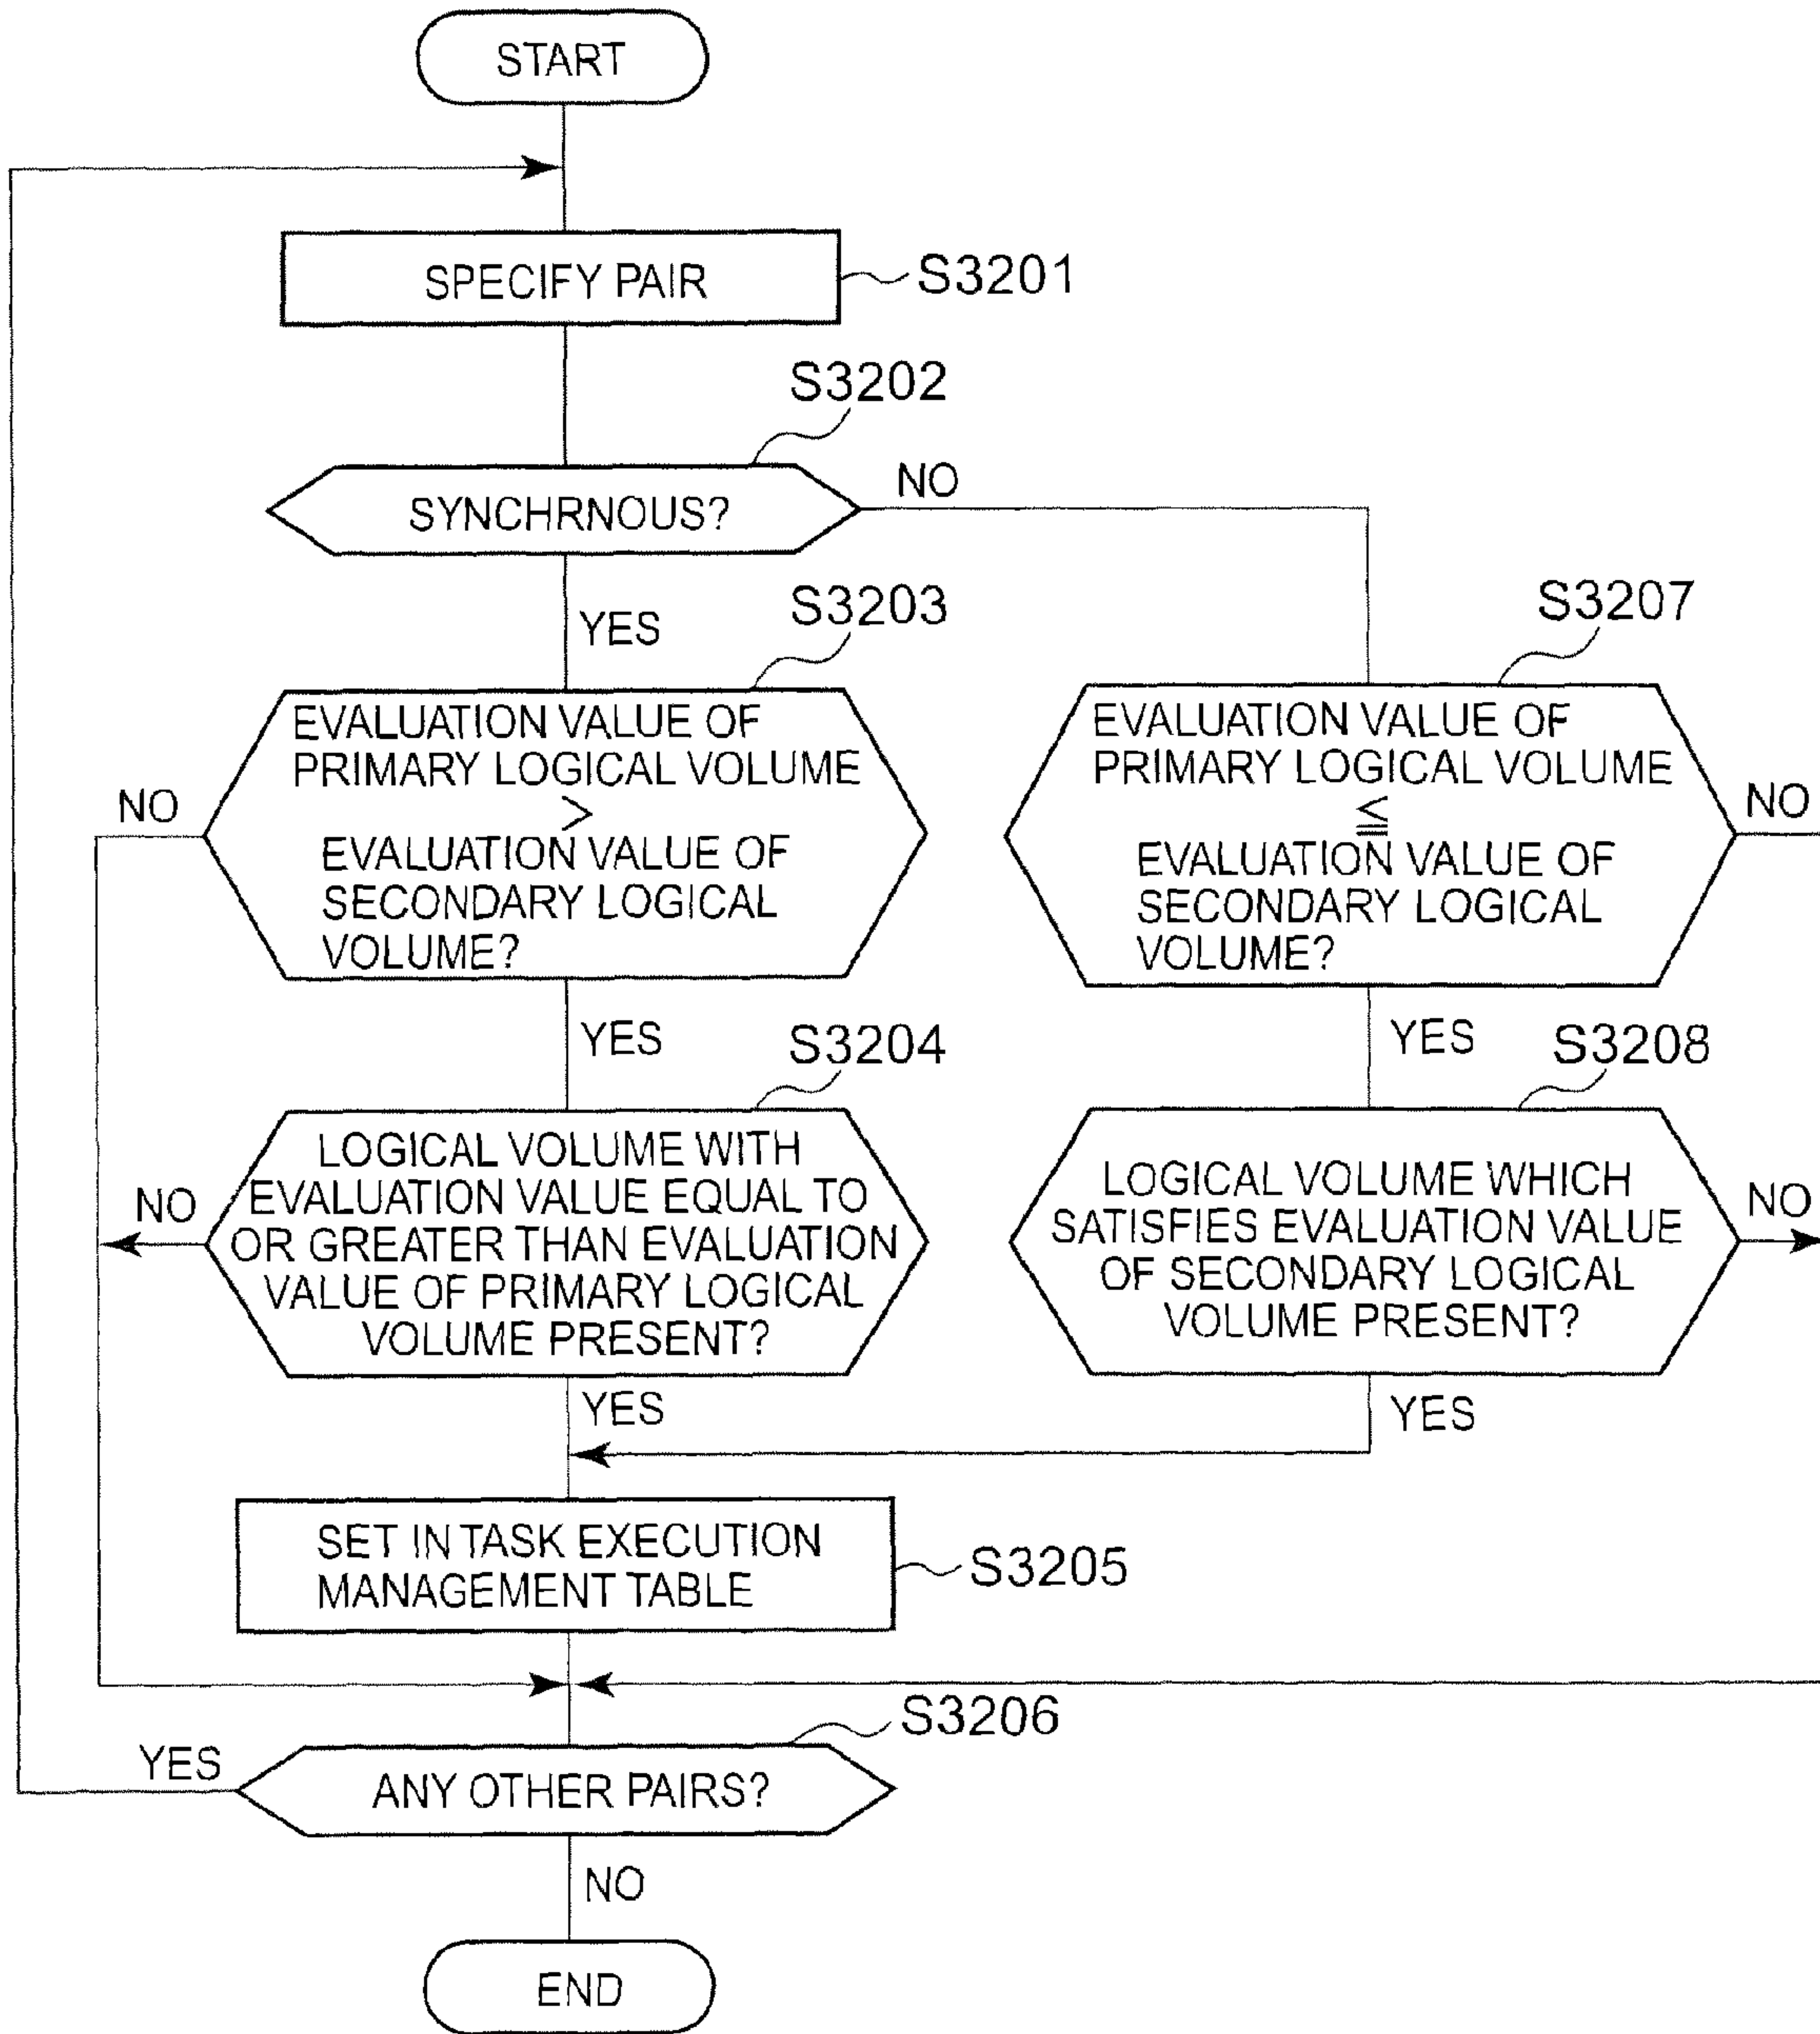 START
SPECIFY PAIR
S3201
S3202
SYNCHRNOUS?
NO
YES
S3203
EVALUATION VALUE OF
PRIMARY LOGICAL VOLUME
>
EVALUATION VALUE OF
SECONDARY LOGICAL
VOLUME?
NO
YES
S3207
EVALUATION VALUE OF
PRIMARY LOGICAL VOLUME
≦
EVALUATION VALUE OF
SECONDARY LOGICAL
VOLUME?
NO
YES
S3204
LOGICAL VOLUME WITH
EVALUATION VALUE EQUAL TO
OR GREATER THAN EVALUATION
VALUE OF PRIMARY LOGICAL
VOLUME PRESENT?
NO
YES
S3208
LOGICAL VOLUME WHICH
SATISFIES EVALUATION VALUE
OF SECONDARY LOGICAL
VOLUME PRESENT?
NO
YES
SET IN TASK EXECUTION
MANAGEMENT TABLE
S3205
S3206
ANY OTHER PAIRS?
YES
NO
END